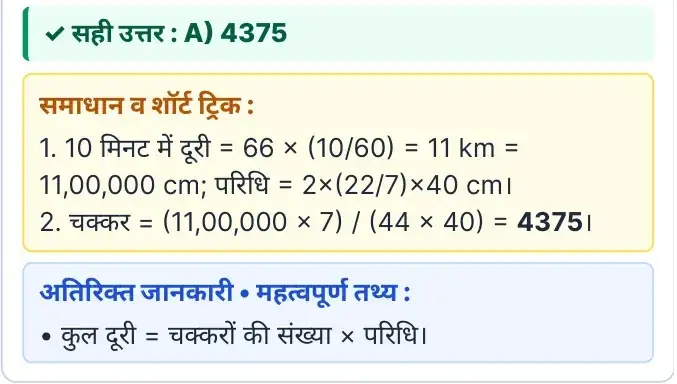 ✓ सही उत्तर : A) 4375
समाधान व शॉर्ट ट्रिक :
1. 10 मिनट में दूरी = 66 × (10/60) = 11 km =
11,00,000 cm; परिधि = 2×(22/7)×40 cm।
2. चक्कर = (11,00,000 × 7) / (44 × 40) = 4375।
अतिरिक्त जानकारी • महत्वपूर्ण तथ्य :
• कुल दूरी = चक्करों की संख्या × परिधि।